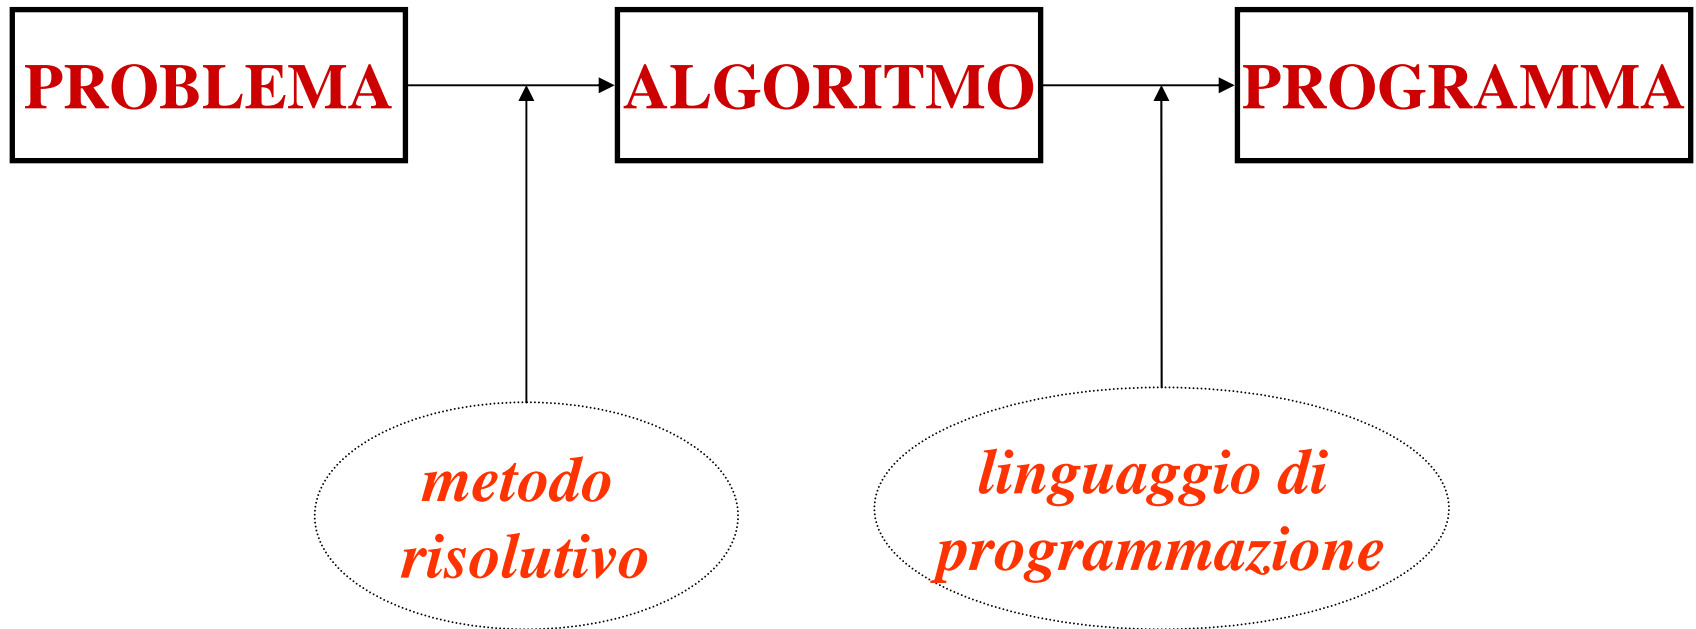 PROBLEMA
ALGORITMO
PROGRAMMA
metodo
risolutivo
linguaggio di
programmazione